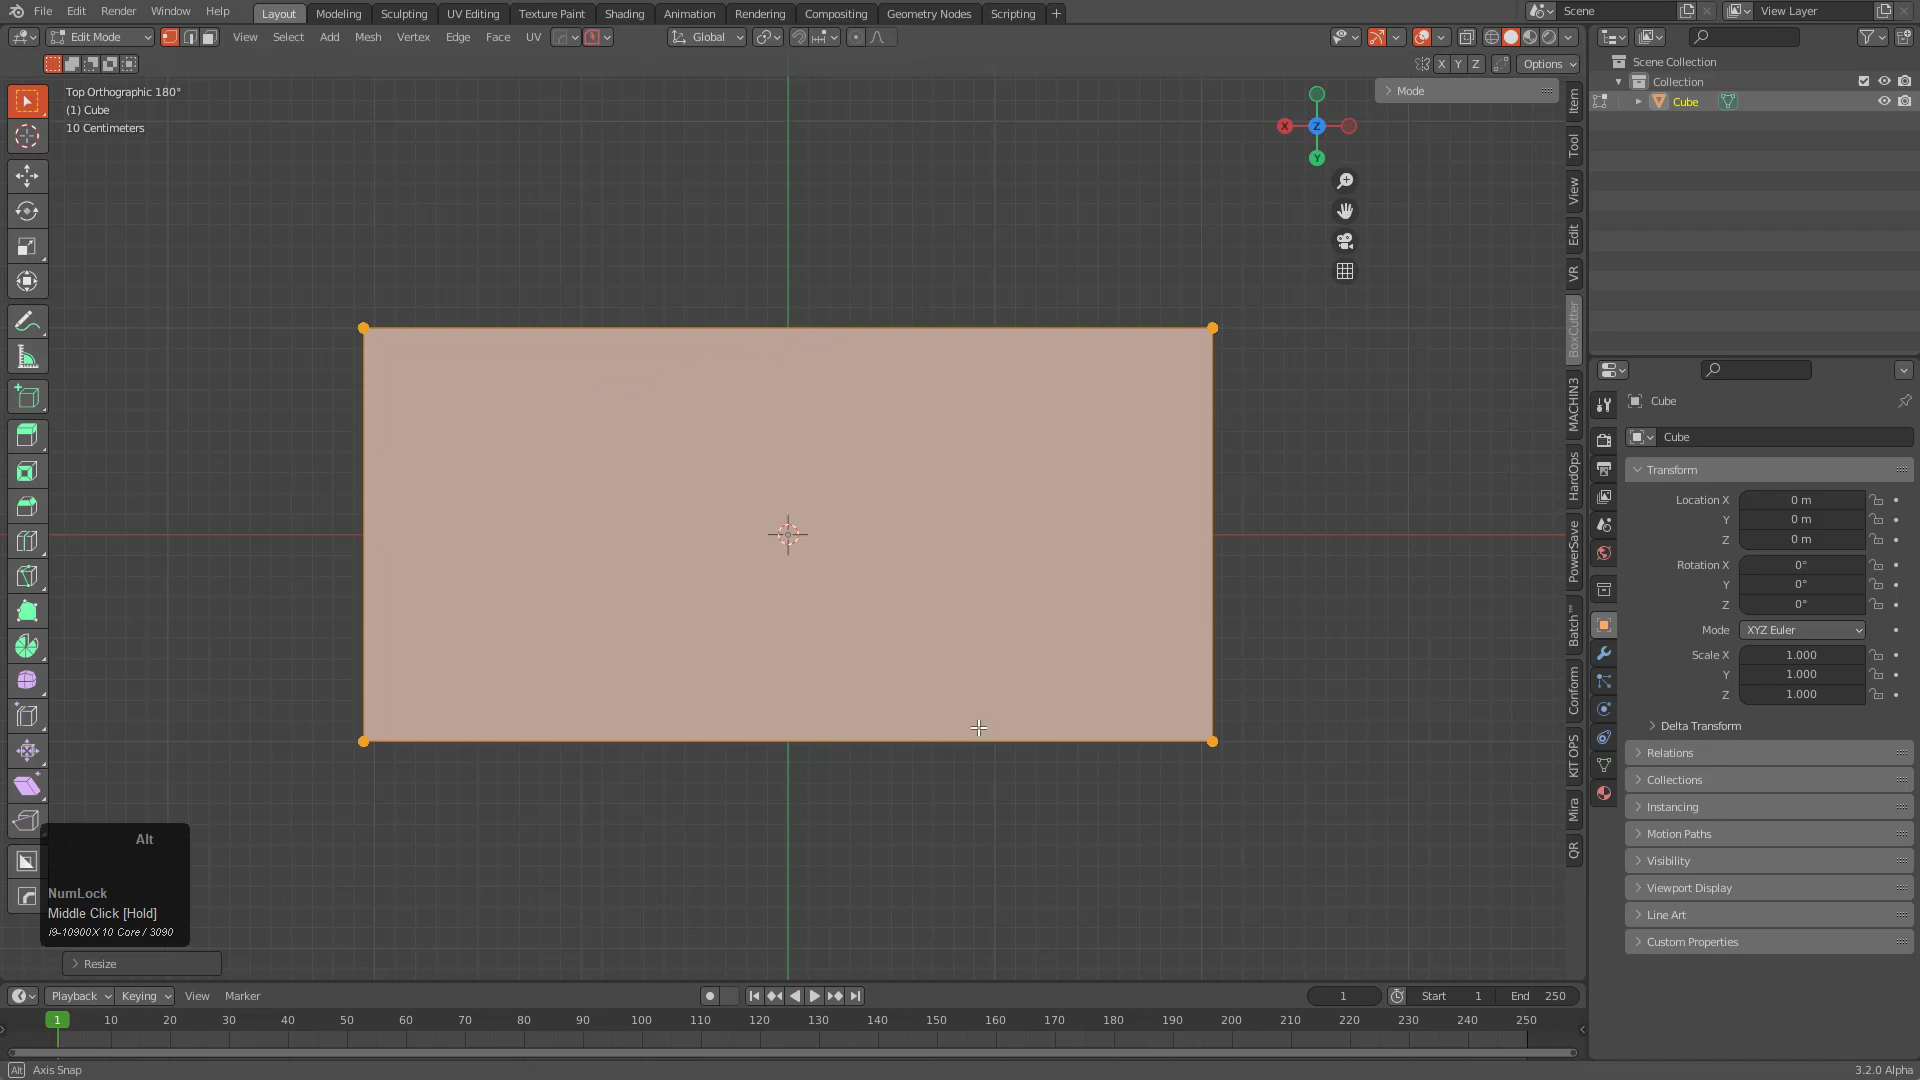 File Edit Render Window Help Layout Modeling Sculpting UV Editing Texture Paint Shading Animation Rendering Compositing Geometry Nodes Scripting + Scene View Layer
Edit Mode View Select Add Mesh Vertex Edge Face UV Global
X Y Z Options
Top Orthographic 180°
(1) Cube
10 Centimeters
Mode
X Z Y
Item
Tool
View
Edit
VR
BoxCutter
MACHIN3
HardOps
PowerSave
Batch™
Conform
KIT OPS
Mira
QR
Scene Collection
Collection
Cube
Cube
Cube
Transform
Location X 0 m
Y 0 m
Z 0 m
Rotation X 0°
Y 0°
Z 0°
Mode XYZ Euler
Scale X 1.000
Y 1.000
Z 1.000
Delta Transform
Relations
Collections
Instancing
Motion Paths
Visibility
Viewport Display
Line Art
Custom Properties
Alt
NumLock
Middle Click [Hold]
i9-10900X 10 Core / 3090
Resize
Playback Keying View Marker 1 Start 1 End 250
1 10 20 30 40 50 60 70 80 90 100 110 120 130 140 150 160 170 180 190 200 210 220 230 240 250
Alt Axis Snap 3.2.0 Alpha